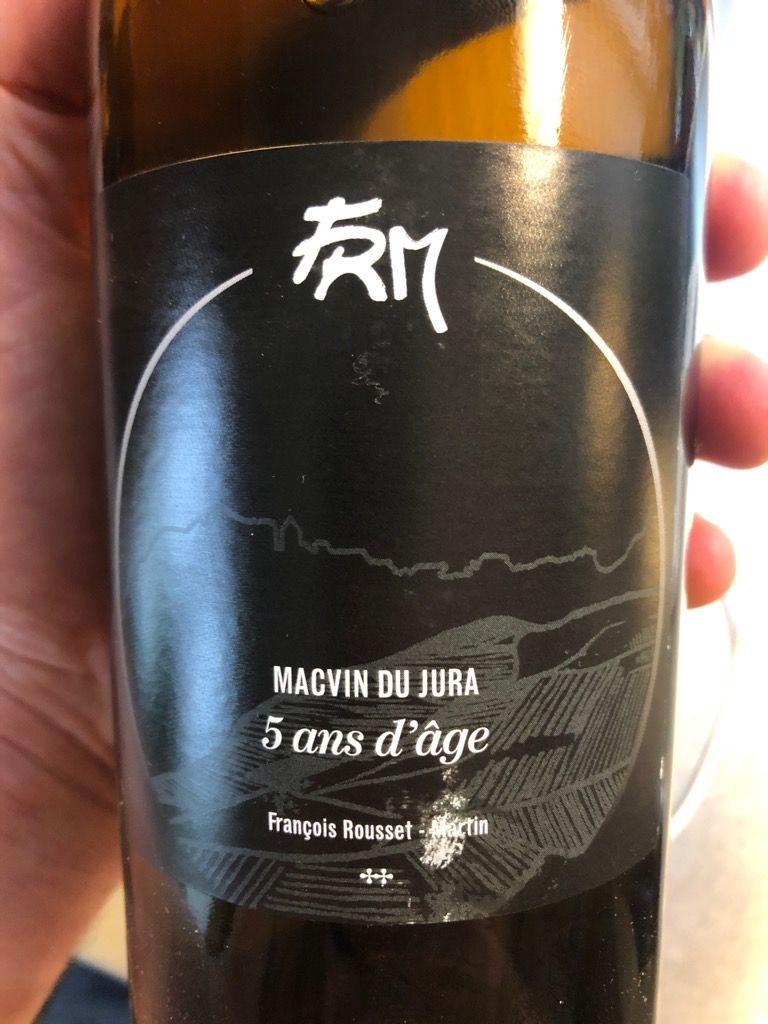 FRM
MACVIN DU JURA
5 ans d'âge
François Rousset - Martin